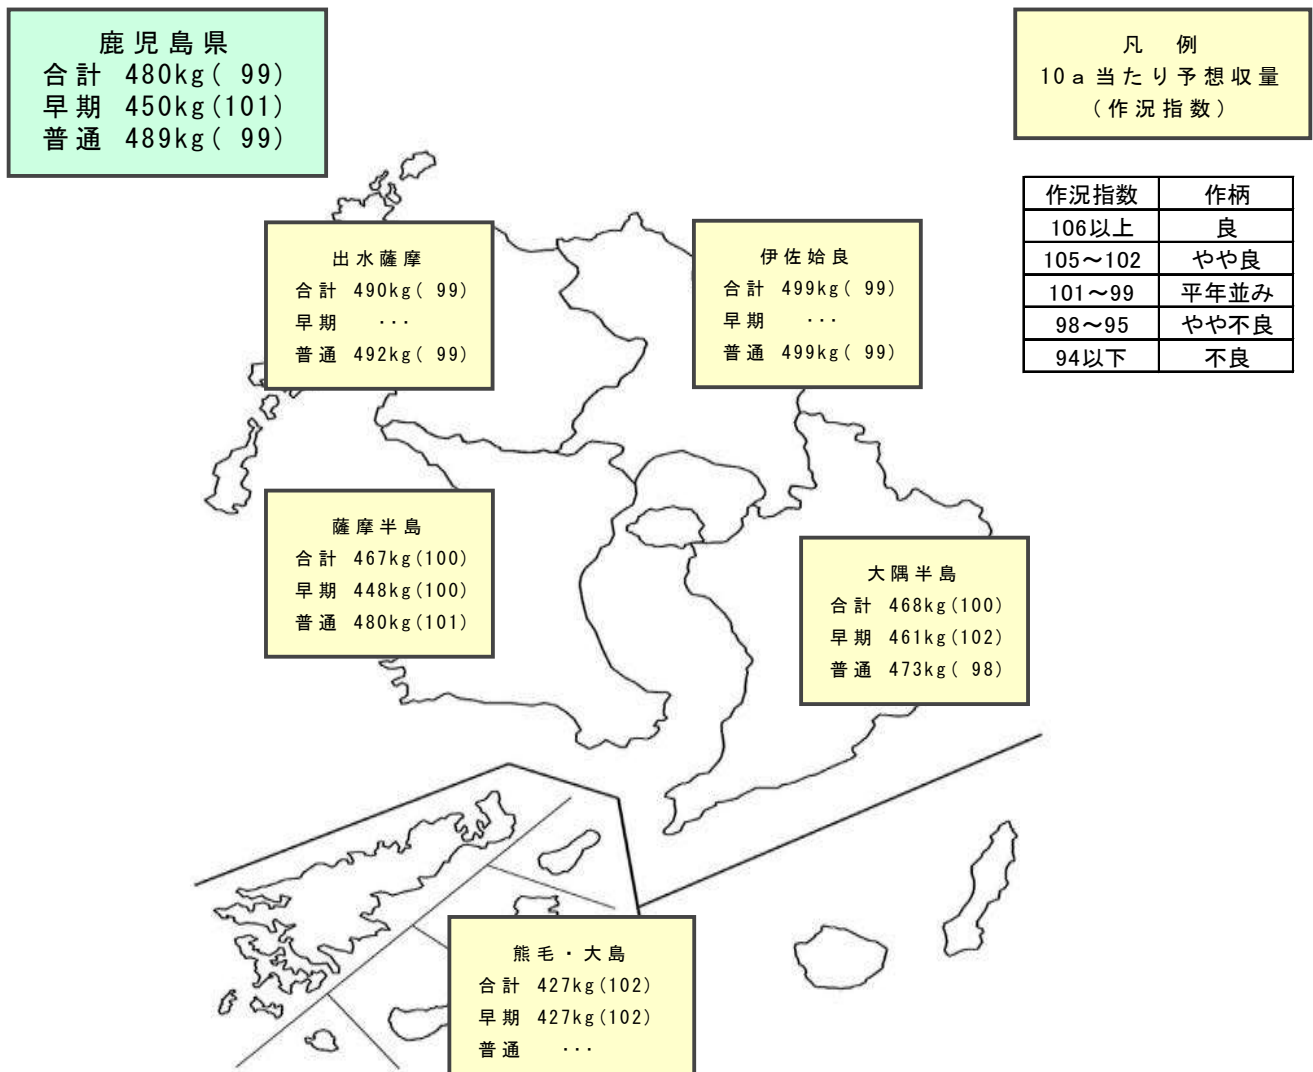 鹿児島県
合計 480kg( 99)
早期 450kg(101)
普通 489kg( 99)
凡 例
10a当たり予想収量
(作況指数)
作況指数 作柄
106以上 良
105～102 やや良
101～99 平年並み
98～95 やや不良
94以下 不良
出水薩摩
合計 490kg( 99)
早期 ･･･
普通 492kg( 99)
伊佐姶良
合計 499kg( 99)
早期 ･･･
普通 499kg( 99)
薩摩半島
合計 467kg(100)
早期 448kg(100)
普通 480kg(101)
大隅半島
合計 468kg(100)
早期 461kg(102)
普通 473kg( 98)
熊毛・大島
合計 427kg(102)
早期 427kg(102)
普通 ･･･